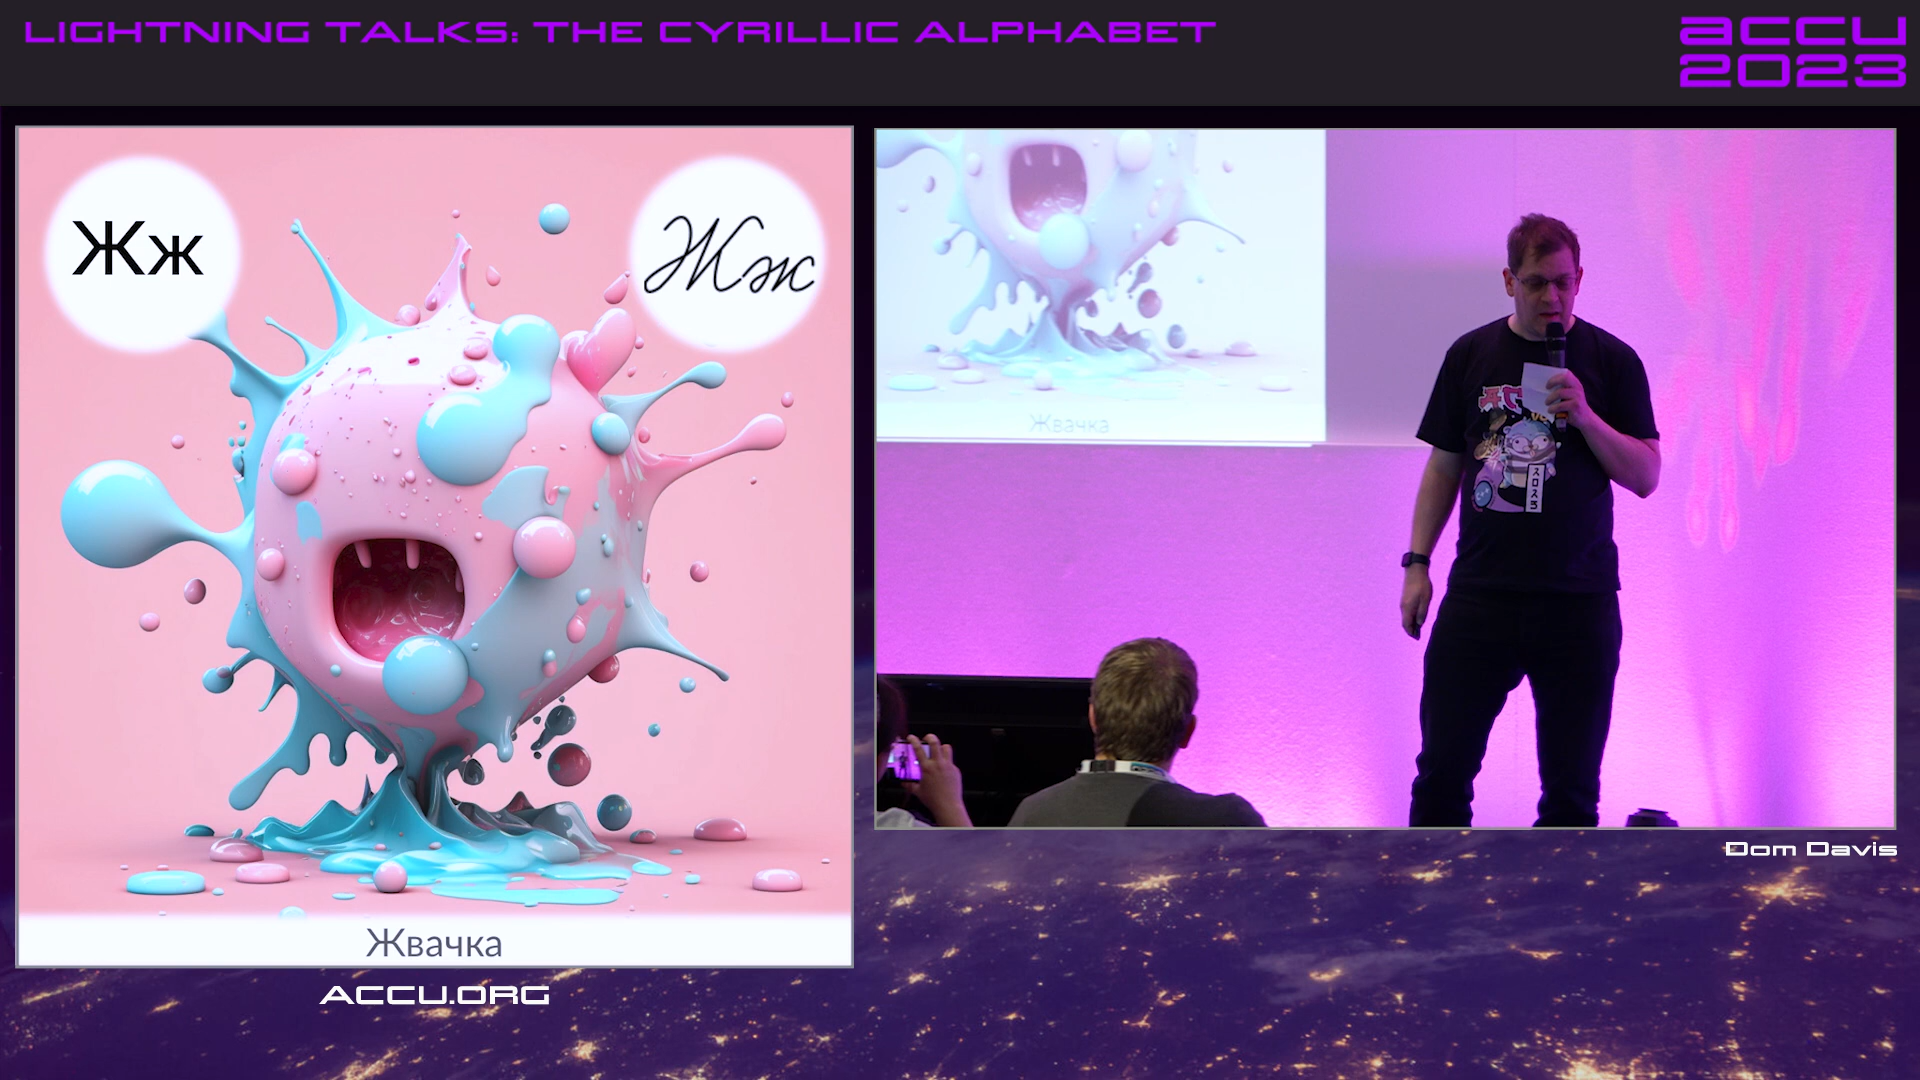 LIGHTNING TALKS: THE CYRILLIC ALPHABET
accu
2023
Жж
Жж
Жвачка
Жвачка
ACCU.ORG
Dom Davis